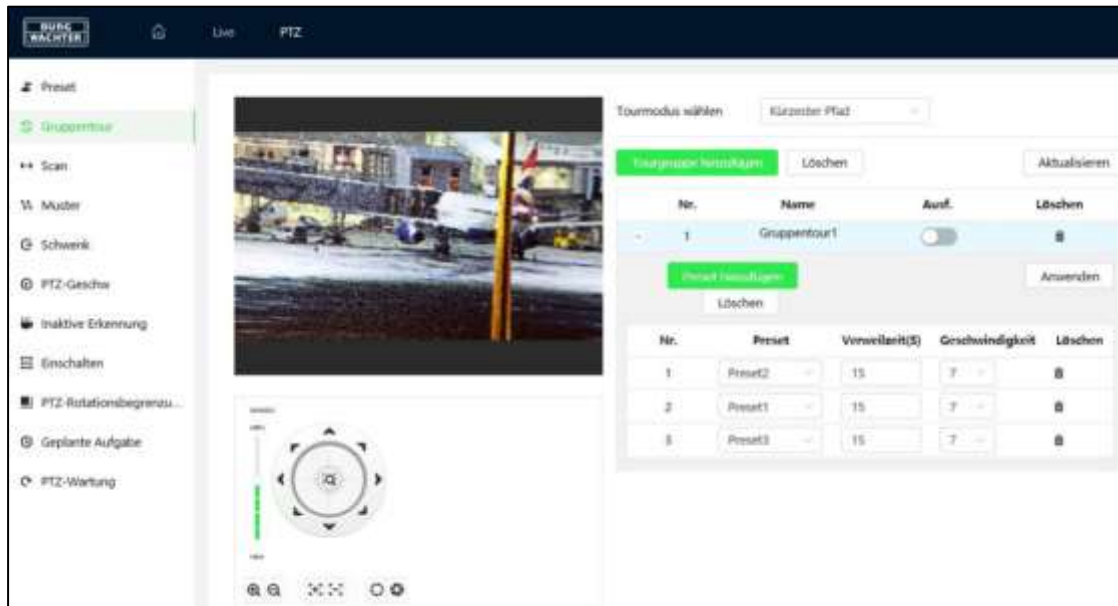 BURG
WÄCHTER
Live
PTZ
Preset
Gruppentour
Scan
Muster
Schwenk
PTZ-Geschw
Inaktive Erkennung
Einschalten
PTZ-Rotationsbegrenzu...
Geplante Aufgabe
PTZ-Wartung
Tourmodus wählen
Kürzester Pfad
Tourgruppe hinzufügen
Löschen
Aktualisieren
Nr. Name Ausf. Löschen
- 1 Gruppentour1
Preset hinzufügen
Anwenden
Löschen
Nr. Preset Verweilzeit(S) Geschwindigkeit Löschen
1 Preset2 15 7
2 Preset1 15 7
3 Preset3 15 7